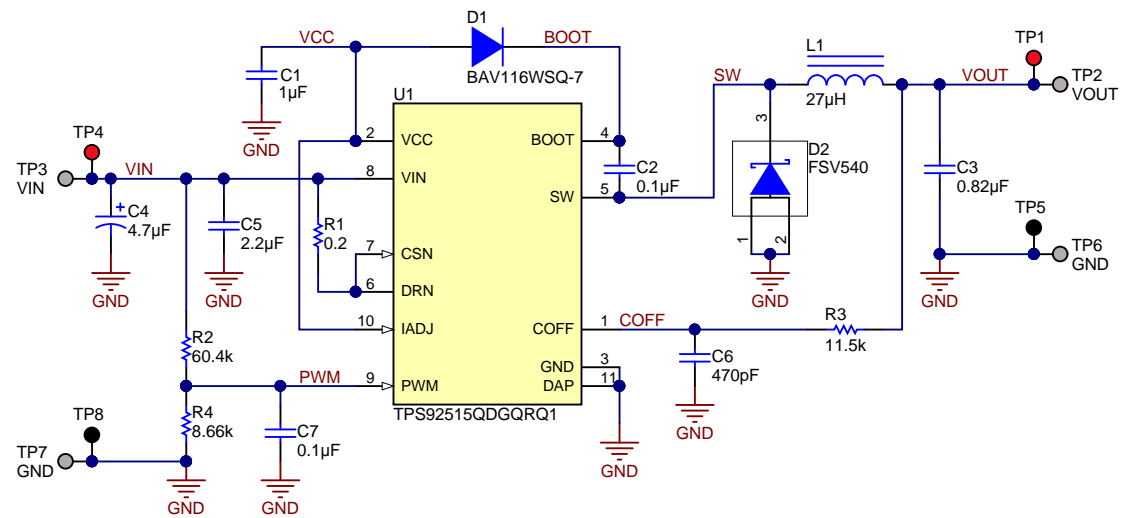 D1
VCC
BOOT
BAV116WSQ-7
C1
1µF
GND
U1
2
VCC
BOOT
4
C2
0.1µF
8
VIN
SW
5
TP4
TP3
VIN
VIN
C4
4.7µF
GND
C5
2.2µF
GND
R1
0.2
7
CSN
6
DRN
10
IADJ
COFF
1
COFF
GND
3
9
PWM
DAP
11
TPS92515QDGQRQ1
GND
R2
60.4k
PWM
R4
8.66k
C7
0.1µF
GND
TP8
TP7
GND
GND
SW
L1
27µH
VOUT
TP1
TP2
VOUT
3
D2
FSV540
1
2
GND
C3
0.82µF
GND
TP5
TP6
GND
R3
11.5k
C6
470pF
GND